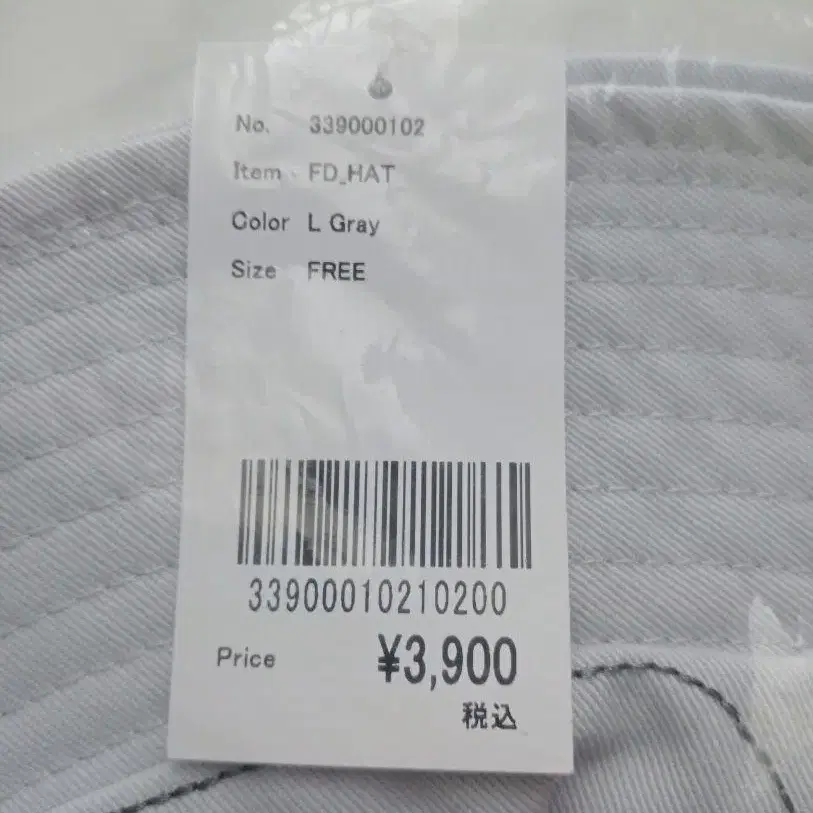 No. 339000102
Item FD_HAT
Color L Gray
Size FREE
33900010210200
Price ¥3,900
税込